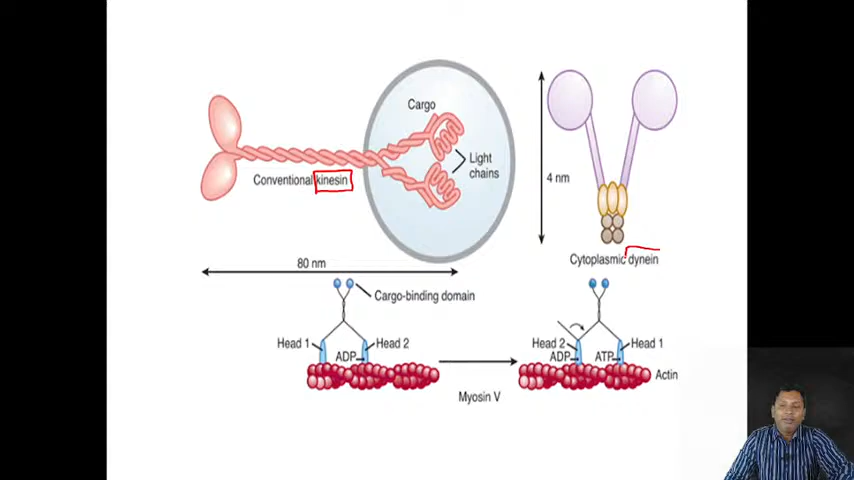 Cargo
Light
chains
Conventional kinesin
4 nm
Cytoplasmic dynein
80 nm
Cargo-binding domain
Head 1
Head 2
ADP
Head 2
Head 1
ADP
ATP
Actin
Myosin V